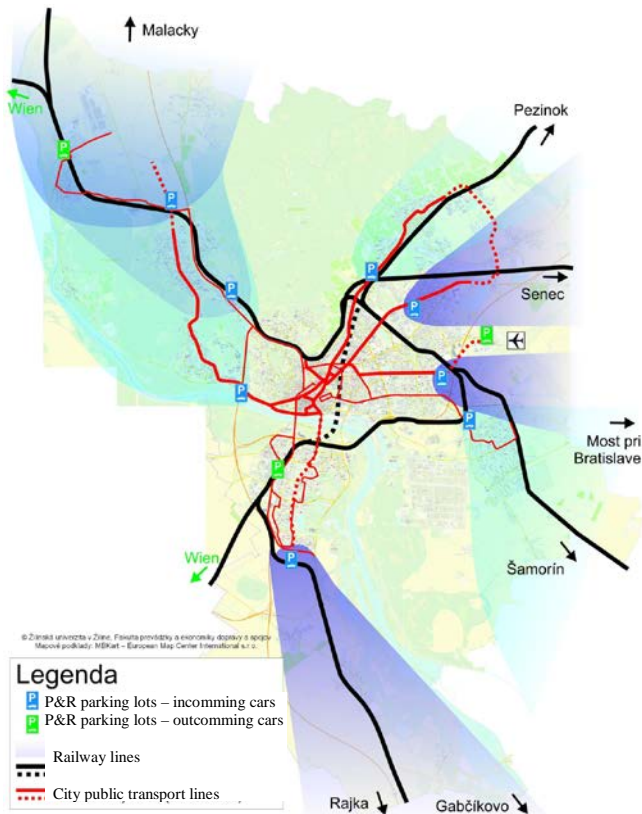 Malacky
Wien
P
Pezinok
P
P
P
Senec
P
P
P
P
P
Most pri
Bratislave
P
Wien
P
Šamorín
© Žilinská univerzita v Žiline, Fakulta prevádzky a ekonomiky dopravy a spojov
Mapové podklady: MBKart – European Map Center International s.r.o.
Legenda
P P&R parking lots – incomming cars
P P&R parking lots – outcomming cars
Railway lines
City public transport lines
Rajka
Gabčíkovo